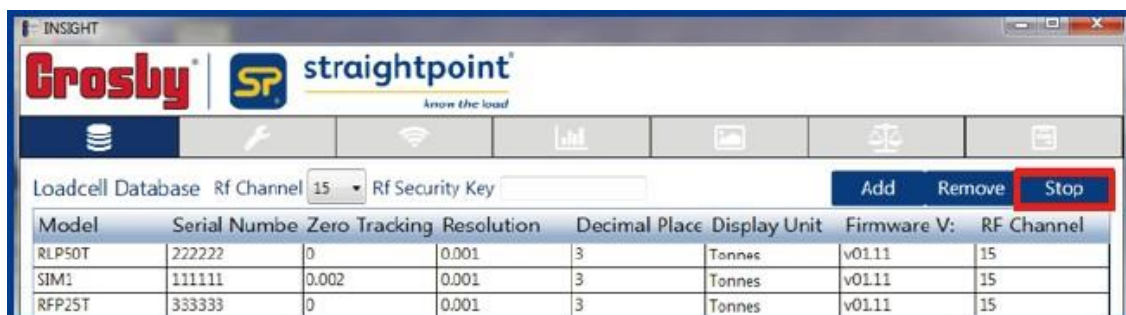 INSIGHT
Crosby SP straightpoint
know the load
Loadcell Database Rf Channel 15 Rf Security Key Add Remove Stop
Model Serial Numbe Zero Tracking Resolution Decimal Place Display Unit Firmware V: RF Channel
RLP50T 222222 0 0.001 3 Tonnes v01.11 15
SIM1 111111 0.002 0.001 3 Tonnes v01.11 15
RFP25T 333333 0 0.001 3 Tonnes v01.11 15